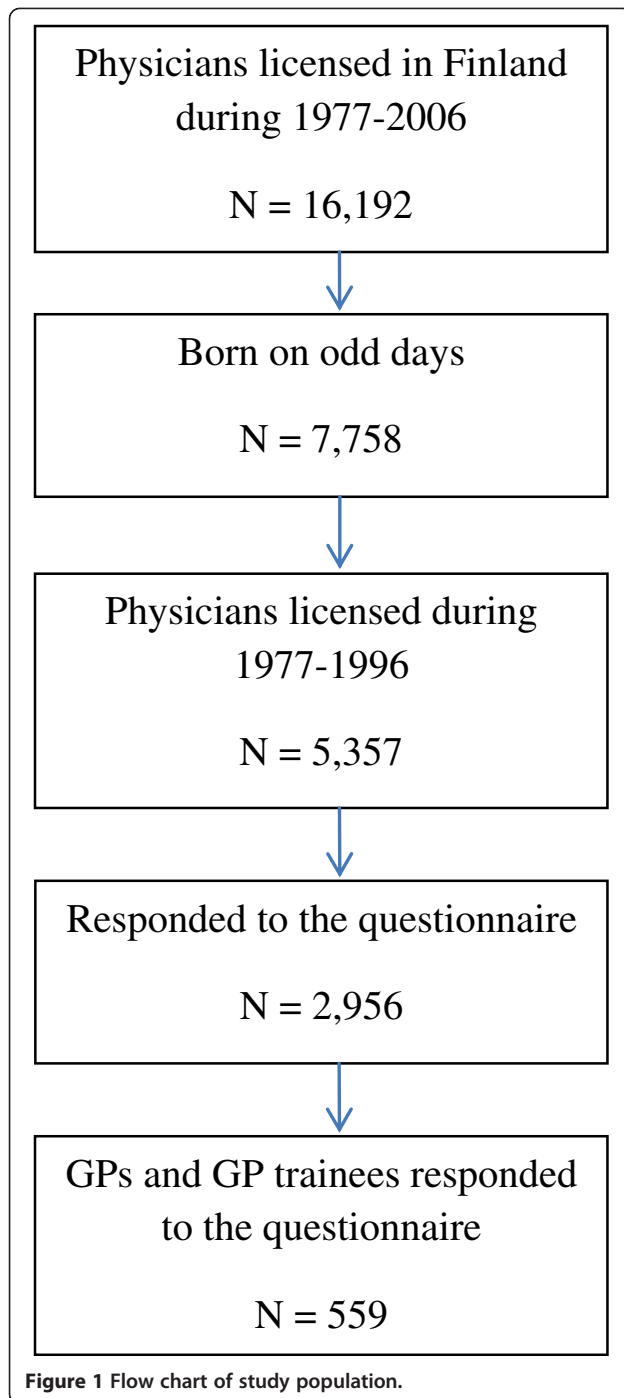 Physicians licensed in Finland
during 1977-2006
N = 16,192
Born on odd days
N = 7,758
Physicians licensed during
1977-1996
N = 5,357
Responded to the questionnaire
N = 2,956
GPs and GP trainees responded
to the questionnaire
N = 559
Figure 1 Flow chart of study population.